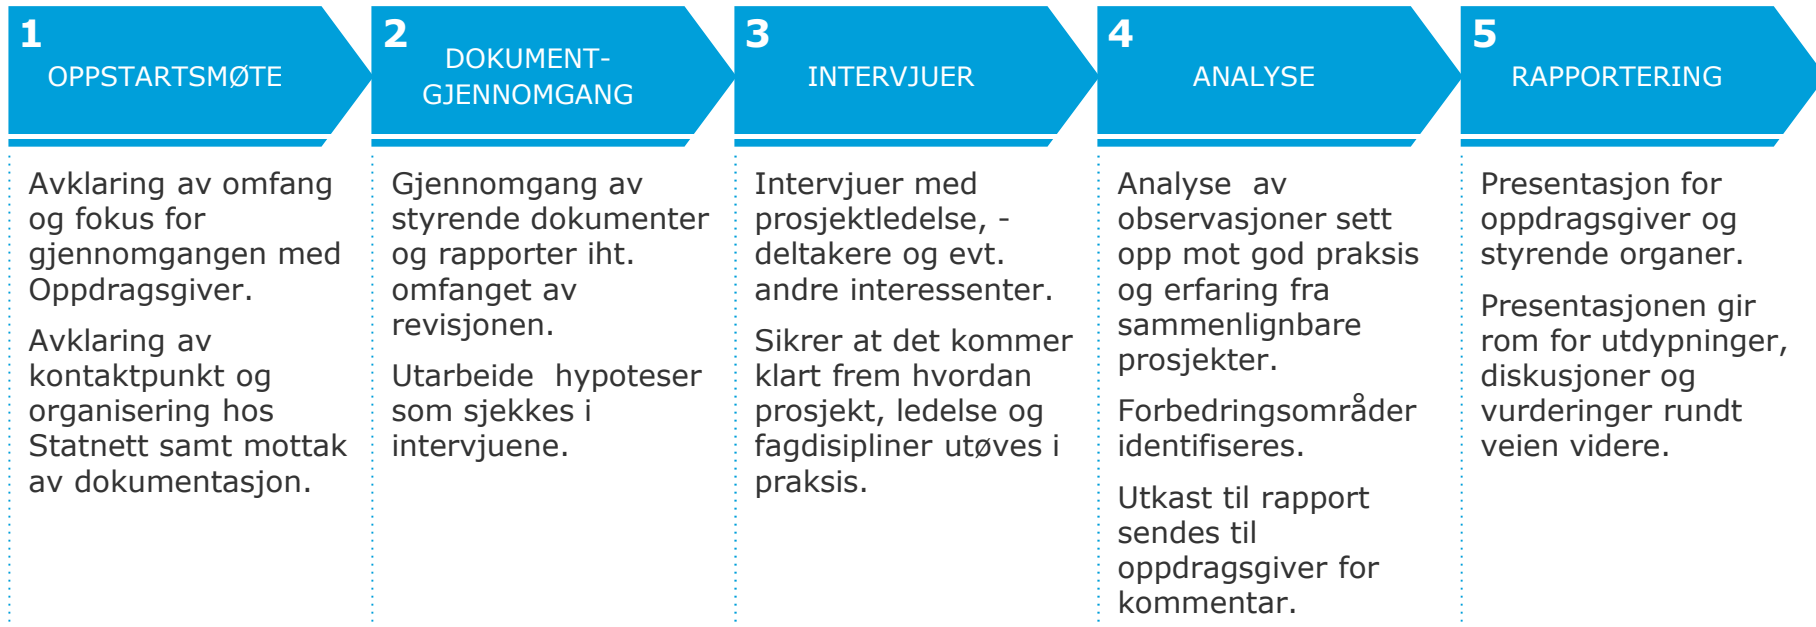 1
OPPSTARTSMØTE
Avklaring av omfang
og fokus for
gjennomgangen med
Oppdragsgiver.
Avklaring av
kontaktpunkt og
organisering hos
Statnett samt mottak
av dokumentasjon.
2
DOKUMENT-
GJENNOMGANG
Gjennomgang av
styrende dokumenter
og rapporter iht.
omfanget av
revisjonen.
Utarbeide hypoteser
som sjekkes i
intervjuene.
3
INTERVJUER
Intervjuer med
prosjektledelse, -
deltakere og evt.
andre interessenter.
Sikrer at det kommer
klart frem hvordan
prosjekt, ledelse og
fagdisipliner utøves i
praksis.
4
ANALYSE
Analyse av
observasjoner sett
opp mot god praksis
og erfaring fra
sammenlignbare
prosjekter.
Forbedringsområder
identifiseres.
Utkast til rapport
sendes til
oppdragsgiver for
kommentar.
5
RAPPORTERING
Presentasjon for
oppdragsgiver og
styrende organer.
Presentasjonen gir
rom for utdypninger,
diskusjoner og
vurderinger rundt
veien videre.